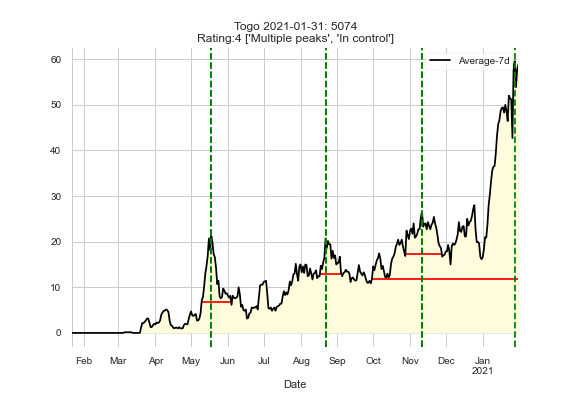 Togo 2021-01-31: 5074
Rating:4 ['Multiple peaks', 'In control']
Average-7d
60
50
40
30
20
10
0
Feb Mar Apr May Jun Jul Aug Sep Oct Nov Dec Jan
2021
Date